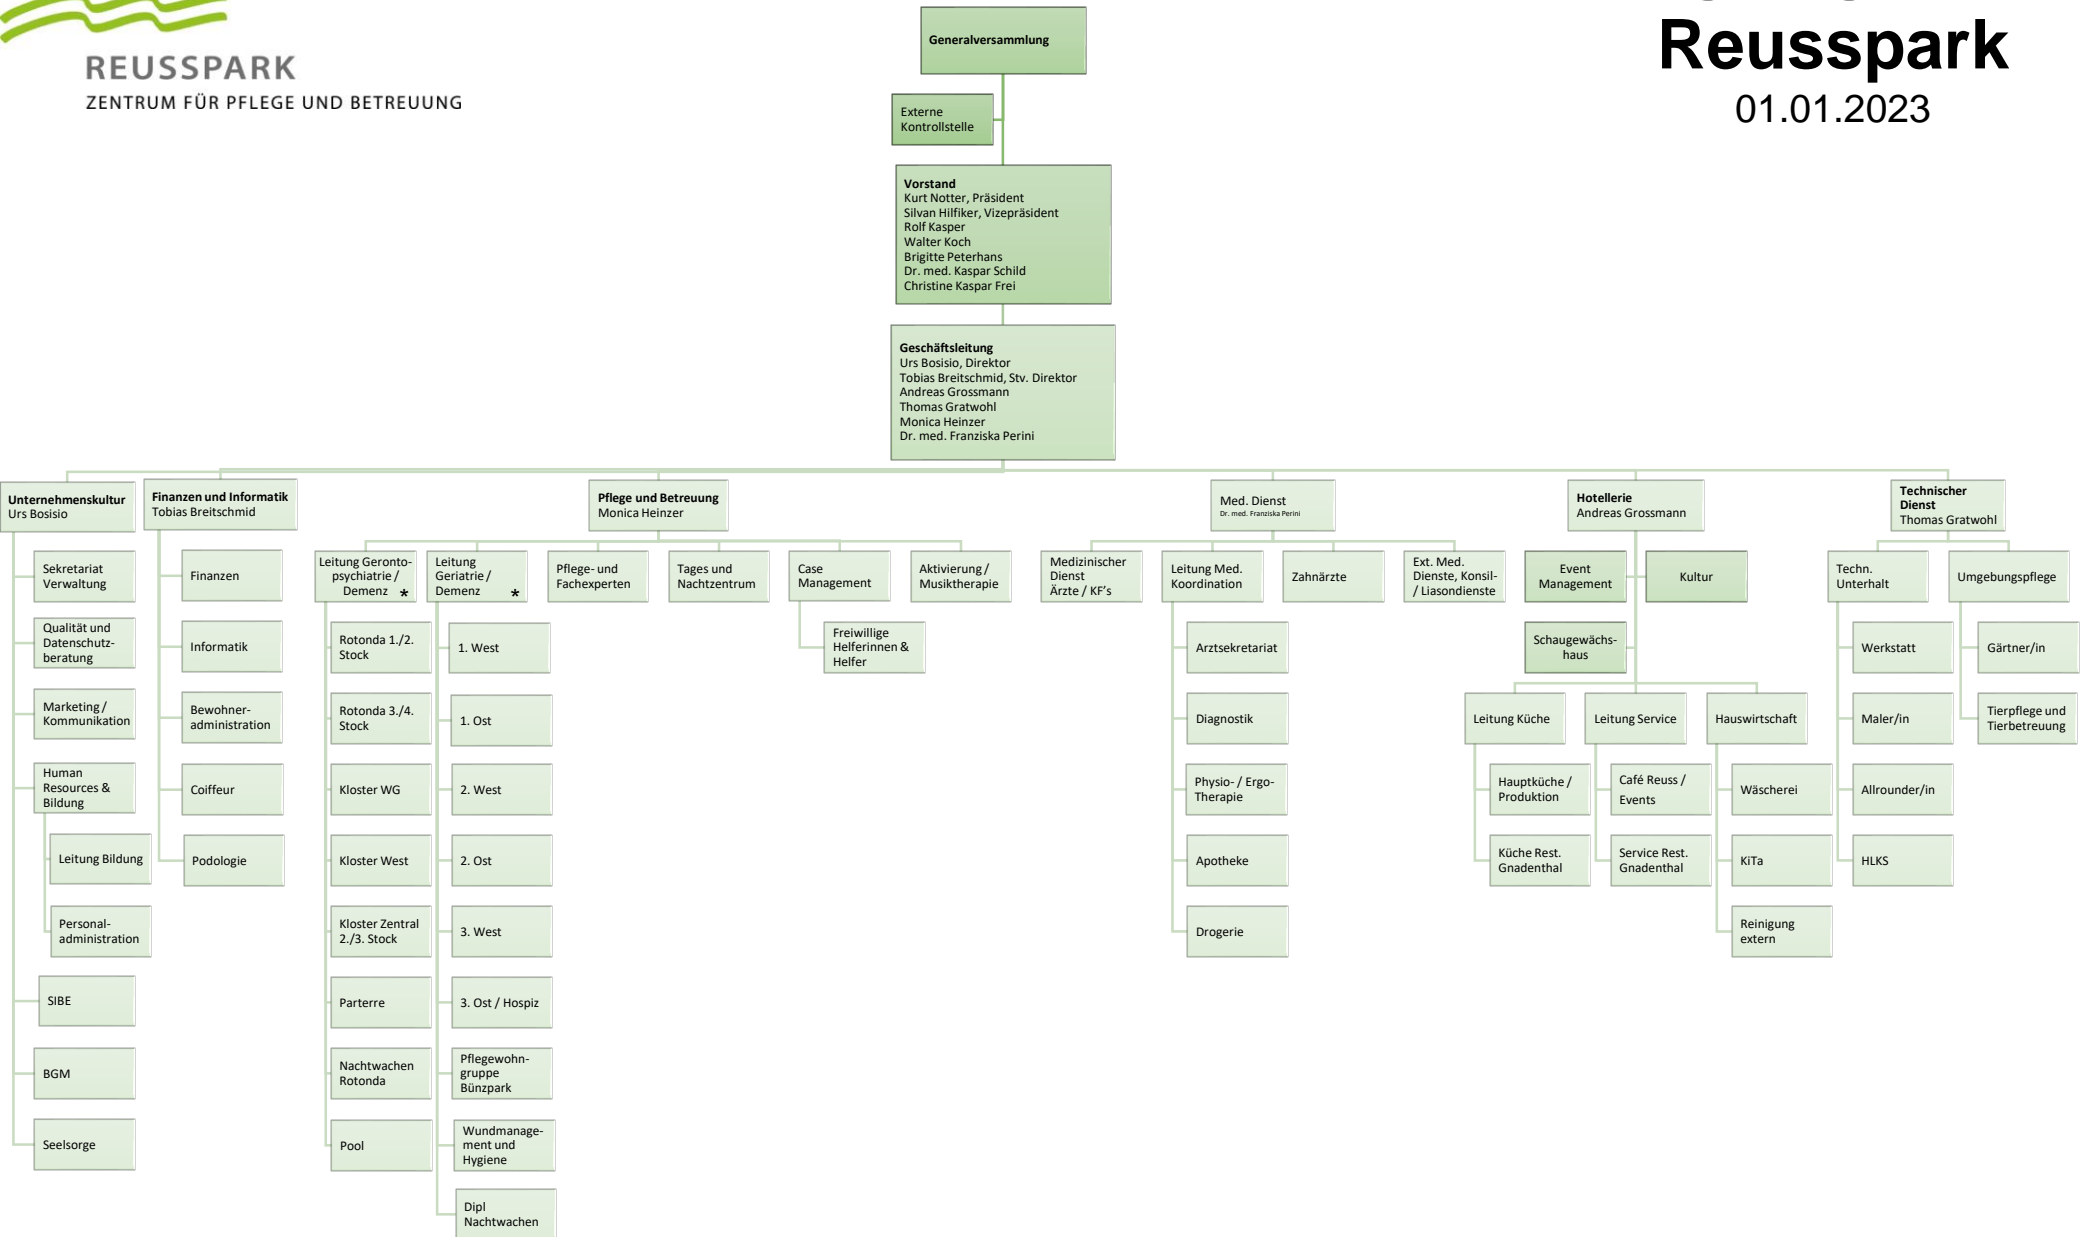 REUSSPARK
ZENTRUM FÜR PFLEGE UND BETREUUNG
Reusspark
01.01.2023
Generalversammlung
Externe
Kontrollstelle
Vorstand
Kurt Notter, Präsident
Silvan Hilfiker, Vizepräsident
Rolf Kasper
Walter Koch
Brigitte Peterhans
Dr. med. Kaspar Schild
Christine Kaspar Frei
Geschäftsleitung
Urs Bosisio, Direktor
Tobias Breitschmid, Stv. Direktor
Andreas Grossmann
Thomas Gratwohl
Monica Heinzer
Dr. med. Franziska Perini
Unternehmenskultur
Urs Bosisio
Sekretariat
Verwaltung
Qualität und
Datenschutz-
beratung
Marketing /
Kommunikation
Human
Resources &
Bildung
Leitung Bildung
Personal-
administration
SIBE
BGM
Seelsorge
Finanzen und Informatik
Tobias Breitschmid
Finanzen
Informatik
Bewohner-
administration
Coiffeur
Podologie
Pflege und Betreuung
Monica Heinzer
Leitung Geronto-
psychiatrie /
Demenz *
Rotonda 1./2.
Stock
Rotonda 3./4.
Stock
Kloster WG
Kloster West
Kloster Zentral
2./3. Stock
Parterre
Nachtwachen
Rotonda
Pool
Leitung
Geriatrie /
Demenz *
1. West
1. Ost
2. West
2. Ost
3. West
3. Ost / Hospiz
Pflegewohn-
gruppe
Bünzpark
Wundmanage-
ment und
Hygiene
Dipl
Nachtwachen
Pflege- und
Fachexperten
Tages und
Nachtzentrum
Case
Management
Freiwillige
Helferinnen &
Helfer
Aktivierung /
Musiktherapie
Med. Dienst
Dr. med. Franziska Perini
Medizinischer
Dienst
Ärzte / KF's
Leitung Med.
Koordination
Arztsekretariat
Diagnostik
Physio- / Ergo-
Therapie
Apotheke
Drogerie
Zahnärzte
Ext. Med.
Dienste, Konsil-
/ Liasondienste
Hotellerie
Andreas Grossmann
Event
Management
Kultur
Schaugewächs-
haus
Leitung Küche
Hauptküche /
Produktion
Küche Rest.
Gnadenthal
Leitung Service
Café Reuss /
Events
Service Rest.
Gnadenthal
Hauswirtschaft
Wäscherei
KiTa
Reinigung
extern
Technischer
Dienst
Thomas Gratwohl
Techn.
Unterhalt
Werkstatt
Maler/in
Allrounder/in
HLKS
Umgebungspflege
Gärtner/in
Tierpflege und
Tierbetreuung